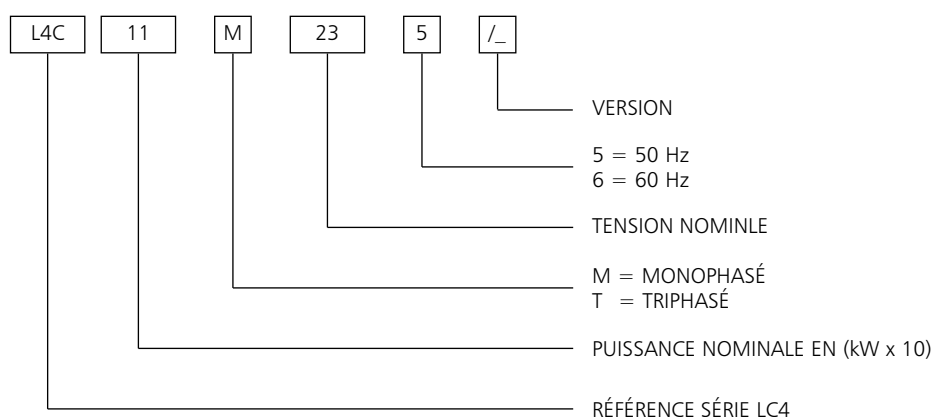 L4C 11 M 23 5 /_
VERSION
5 = 50 Hz
6 = 60 Hz
TENSION NOMINLE
M = MONOPHASÉ
T = TRIPHASÉ
PUISSANCE NOMINALE EN (kW x 10)
RÉFÉRENCE SÉRIE LC4